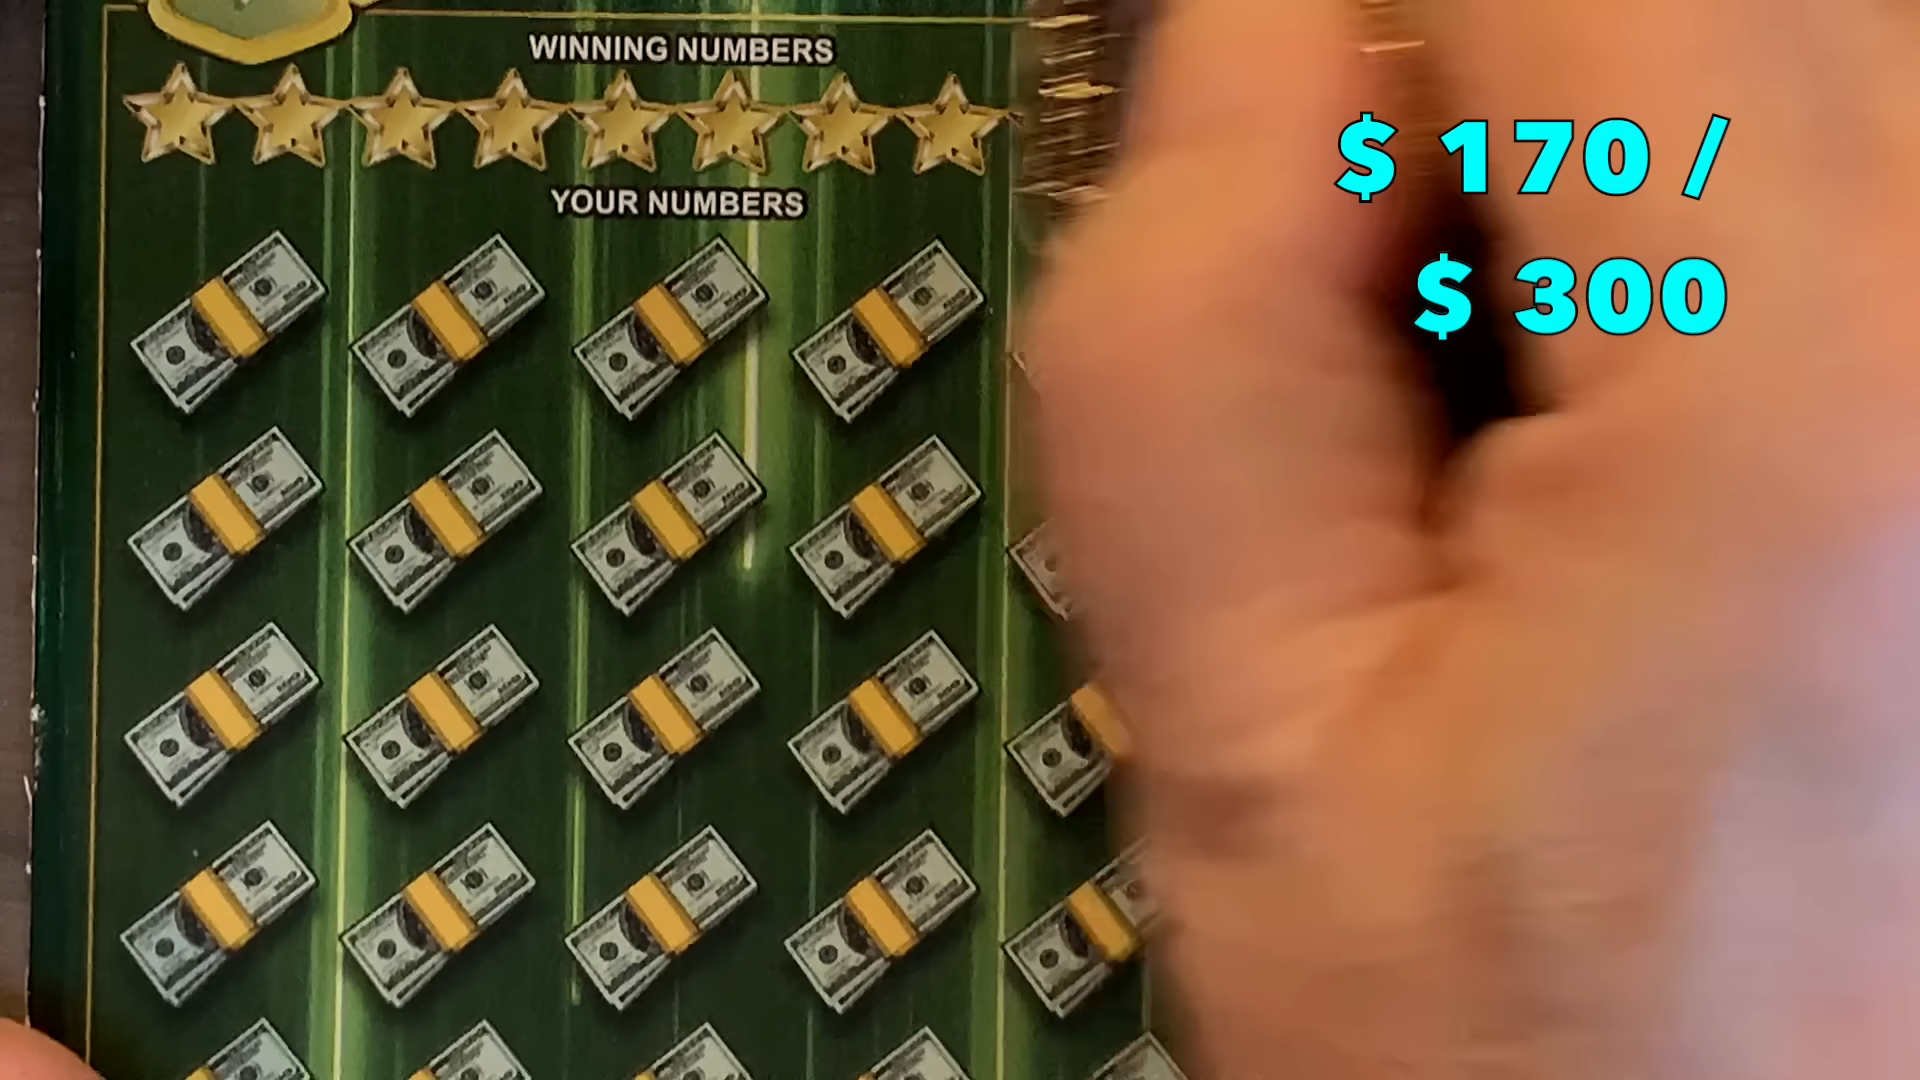 WINNING NUMBERS
YOUR NUMBERS
$ 170 /
$ 300